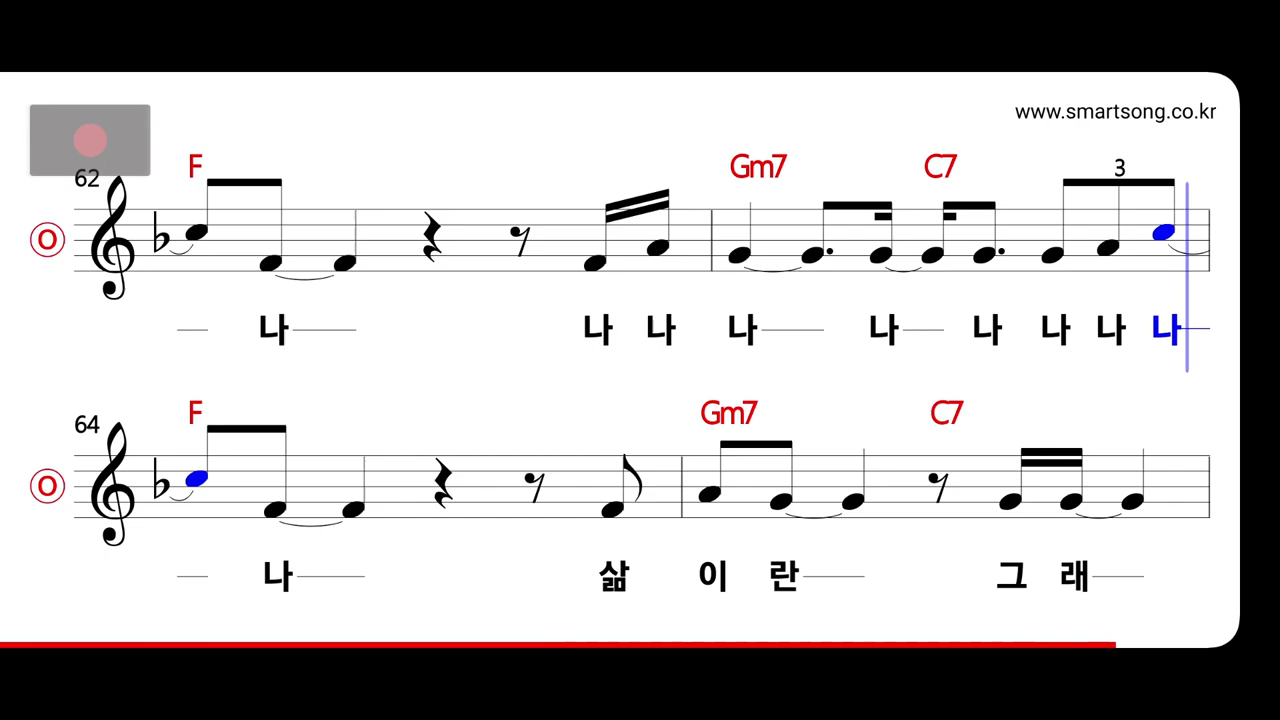 www.smartsong.co.kr
62 F Gm7 C7 3
O
나 나 나 나 나 나 나 나 나
64 F Gm7 C7
O
나 삶 이 란 그 래